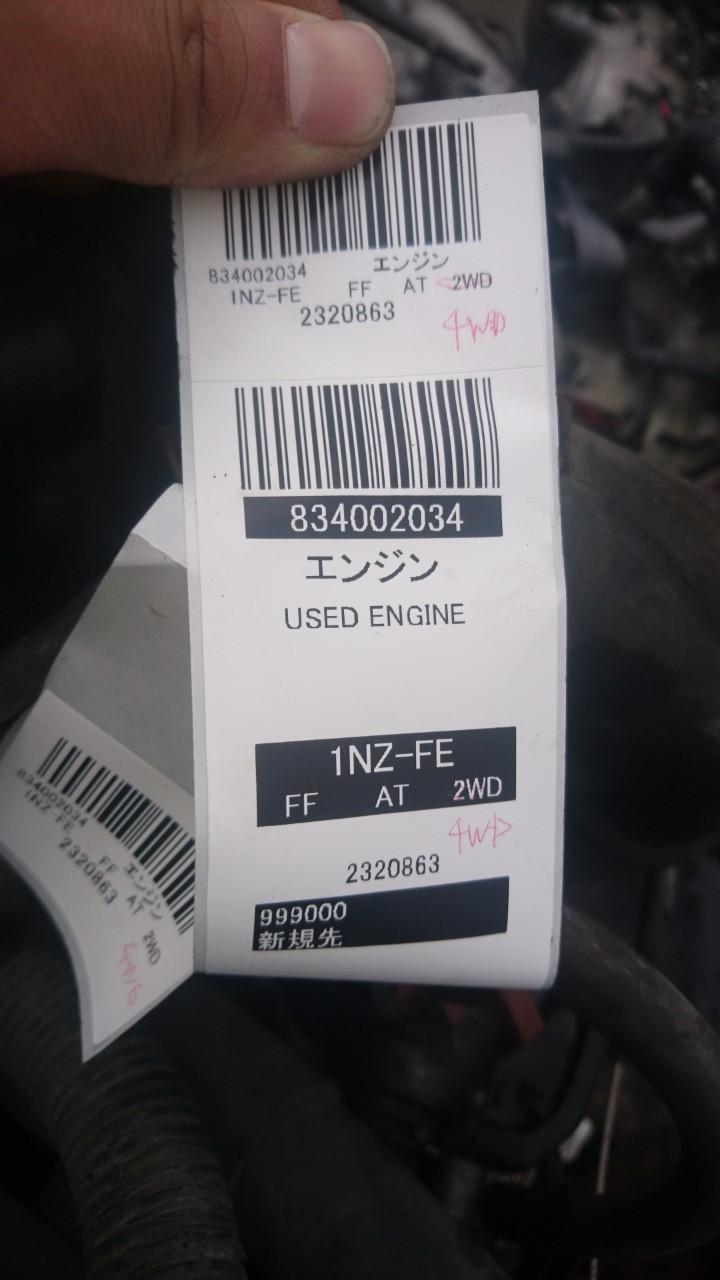 834002034 エンジン
1NZ-FE FF AT 2WD
2320863 4WD
834002034
エンジン
USED ENGINE
1NZ-FE
FF AT 2WD
4WD
2320863
999000
新規先
834002034 エンジン
1NZ-FE FF AT 2WD
2320863
4WD